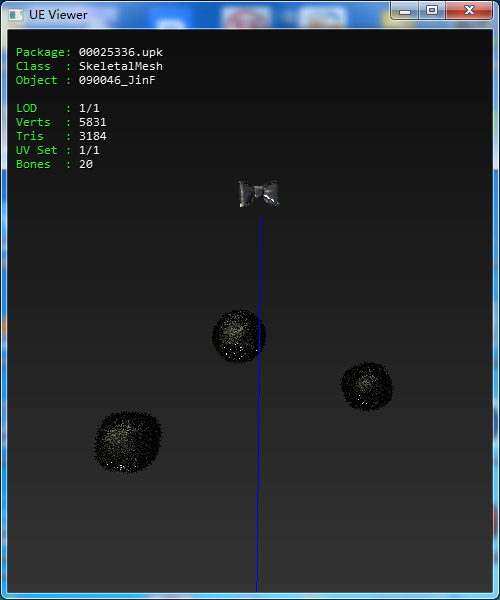 UE Viewer
Package: 00025336.upk
Class : SkeletalMesh
Object : 090046_JinF
LOD : 1/1
Verts : 5831
Tris : 3184
UV Set : 1/1
Bones : 20